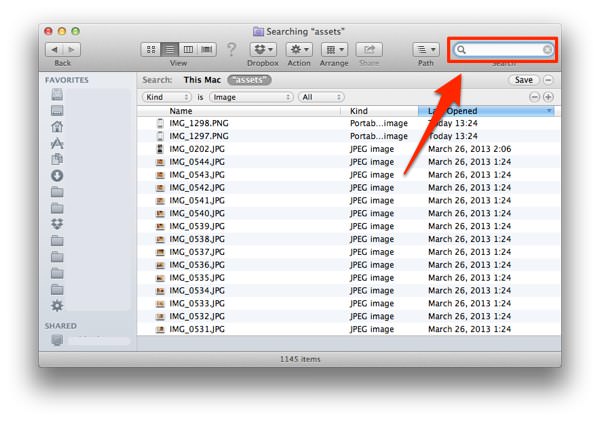 Searching "assets"
Back View Dropbox Action Arrange Share Path Search
FAVORITES
Search: This Mac "assets" Save
Kind is Image All
Name Kind Last Opened
IMG_1298.PNG Portab...image Today 13:24
IMG_1297.PNG Portab...image Today 13:24
IMG_0202.JPG JPEG image March 26, 2013 2:06
IMG_0544.JPG JPEG image March 26, 2013 1:24
IMG_0543.JPG JPEG image March 26, 2013 1:24
IMG_0542.JPG JPEG image March 26, 2013 1:24
IMG_0541.JPG JPEG image March 26, 2013 1:24
IMG_0540.JPG JPEG image March 26, 2013 1:24
IMG_0539.JPG JPEG image March 26, 2013 1:24
IMG_0538.JPG JPEG image March 26, 2013 1:24
IMG_0537.JPG JPEG image March 26, 2013 1:24
IMG_0536.JPG JPEG image March 26, 2013 1:24
IMG_0535.JPG JPEG image March 26, 2013 1:24
IMG_0534.JPG JPEG image March 26, 2013 1:24
IMG_0533.JPG JPEG image March 26, 2013 1:24
IMG_0532.JPG JPEG image March 26, 2013 1:24
SHARED
IMG_0531.JPG JPEG image March 26, 2013 1:24
1145 items